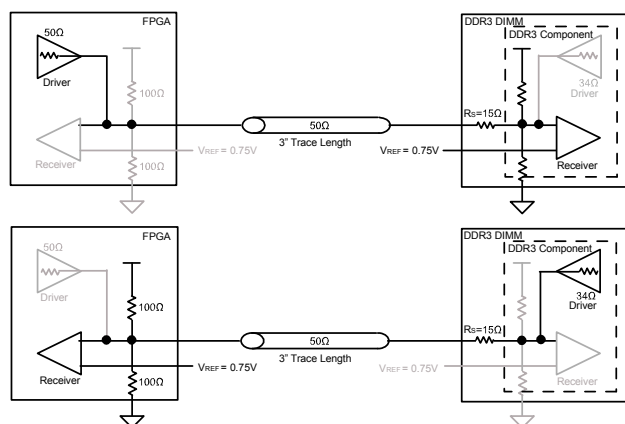 FPGA
50Ω
Driver
100Ω
Receiver
100Ω
VREF = 0.75V
50Ω
3" Trace Length
DDR3 DIMM
DDR3 Component
34Ω
Driver
RS=15Ω
VREF = 0.75V
Receiver
FPGA
50Ω
Driver
100Ω
Receiver
100Ω
VREF = 0.75V
50Ω
3" Trace Length
DDR3 DIMM
DDR3 Component
34Ω
Driver
RS=15Ω
VREF = 0.75V
Receiver